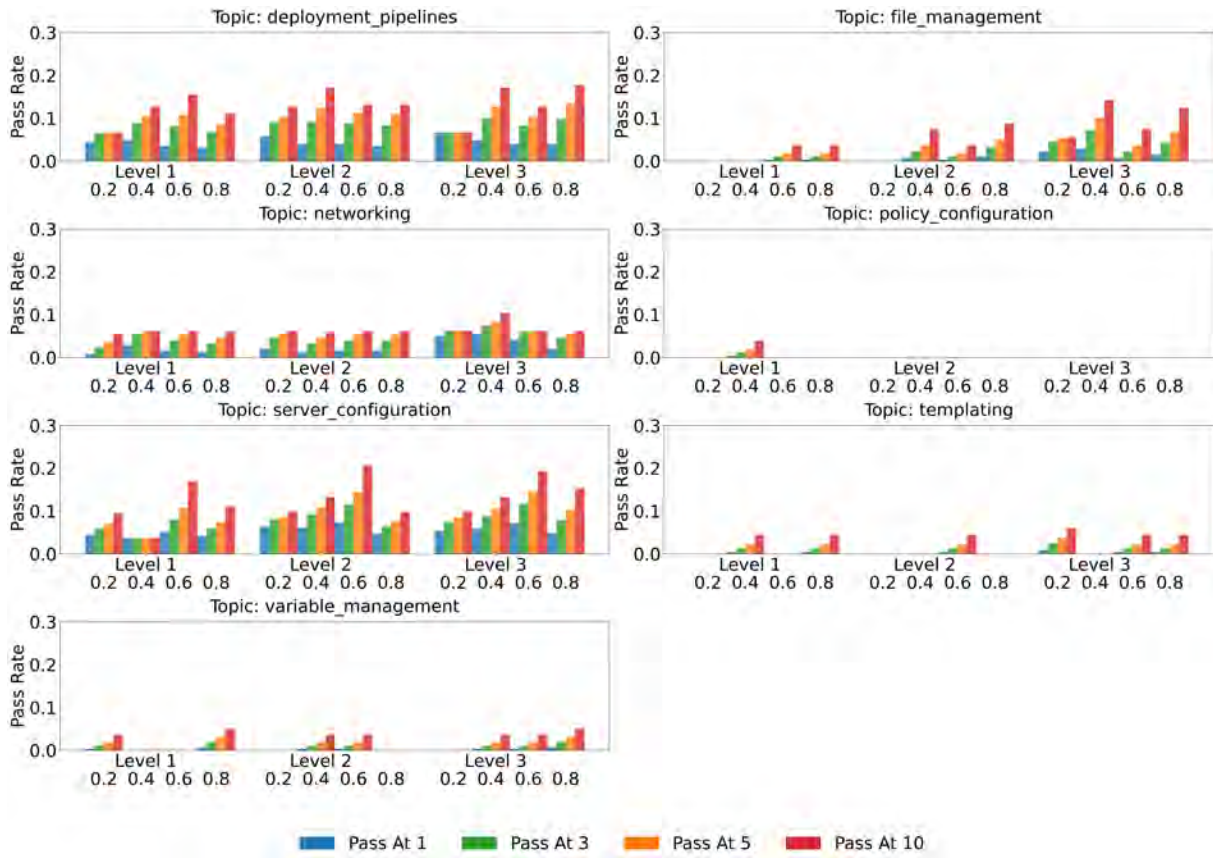 Topic: deployment_pipelines
0.3
0.2
0.1
0.0
Pass Rate
Level 1 Level 2 Level 3
0.2 0.4 0.6 0.8 0.2 0.4 0.6 0.8 0.2 0.4 0.6 0.8
Topic: file_management
0.3
0.2
0.1
0.0
Pass Rate
Level 1 Level 2 Level 3
0.2 0.4 0.6 0.8 0.2 0.4 0.6 0.8 0.2 0.4 0.6 0.8
Topic: networking
0.3
0.2
0.1
0.0
Pass Rate
Level 1 Level 2 Level 3
0.2 0.4 0.6 0.8 0.2 0.4 0.6 0.8 0.2 0.4 0.6 0.8
Topic: policy_configuration
0.3
0.2
0.1
0.0
Pass Rate
Level 1 Level 2 Level 3
0.2 0.4 0.6 0.8 0.2 0.4 0.6 0.8 0.2 0.4 0.6 0.8
Topic: server_configuration
0.3
0.2
0.1
0.0
Pass Rate
Level 1 Level 2 Level 3
0.2 0.4 0.6 0.8 0.2 0.4 0.6 0.8 0.2 0.4 0.6 0.8
Topic: templating
0.3
0.2
0.1
0.0
Pass Rate
Level 1 Level 2 Level 3
0.2 0.4 0.6 0.8 0.2 0.4 0.6 0.8 0.2 0.4 0.6 0.8
Topic: variable_management
0.3
0.2
0.1
0.0
Pass Rate
Level 1 Level 2 Level 3
0.2 0.4 0.6 0.8 0.2 0.4 0.6 0.8 0.2 0.4 0.6 0.8
Pass At 1 Pass At 3 Pass At 5 Pass At 10